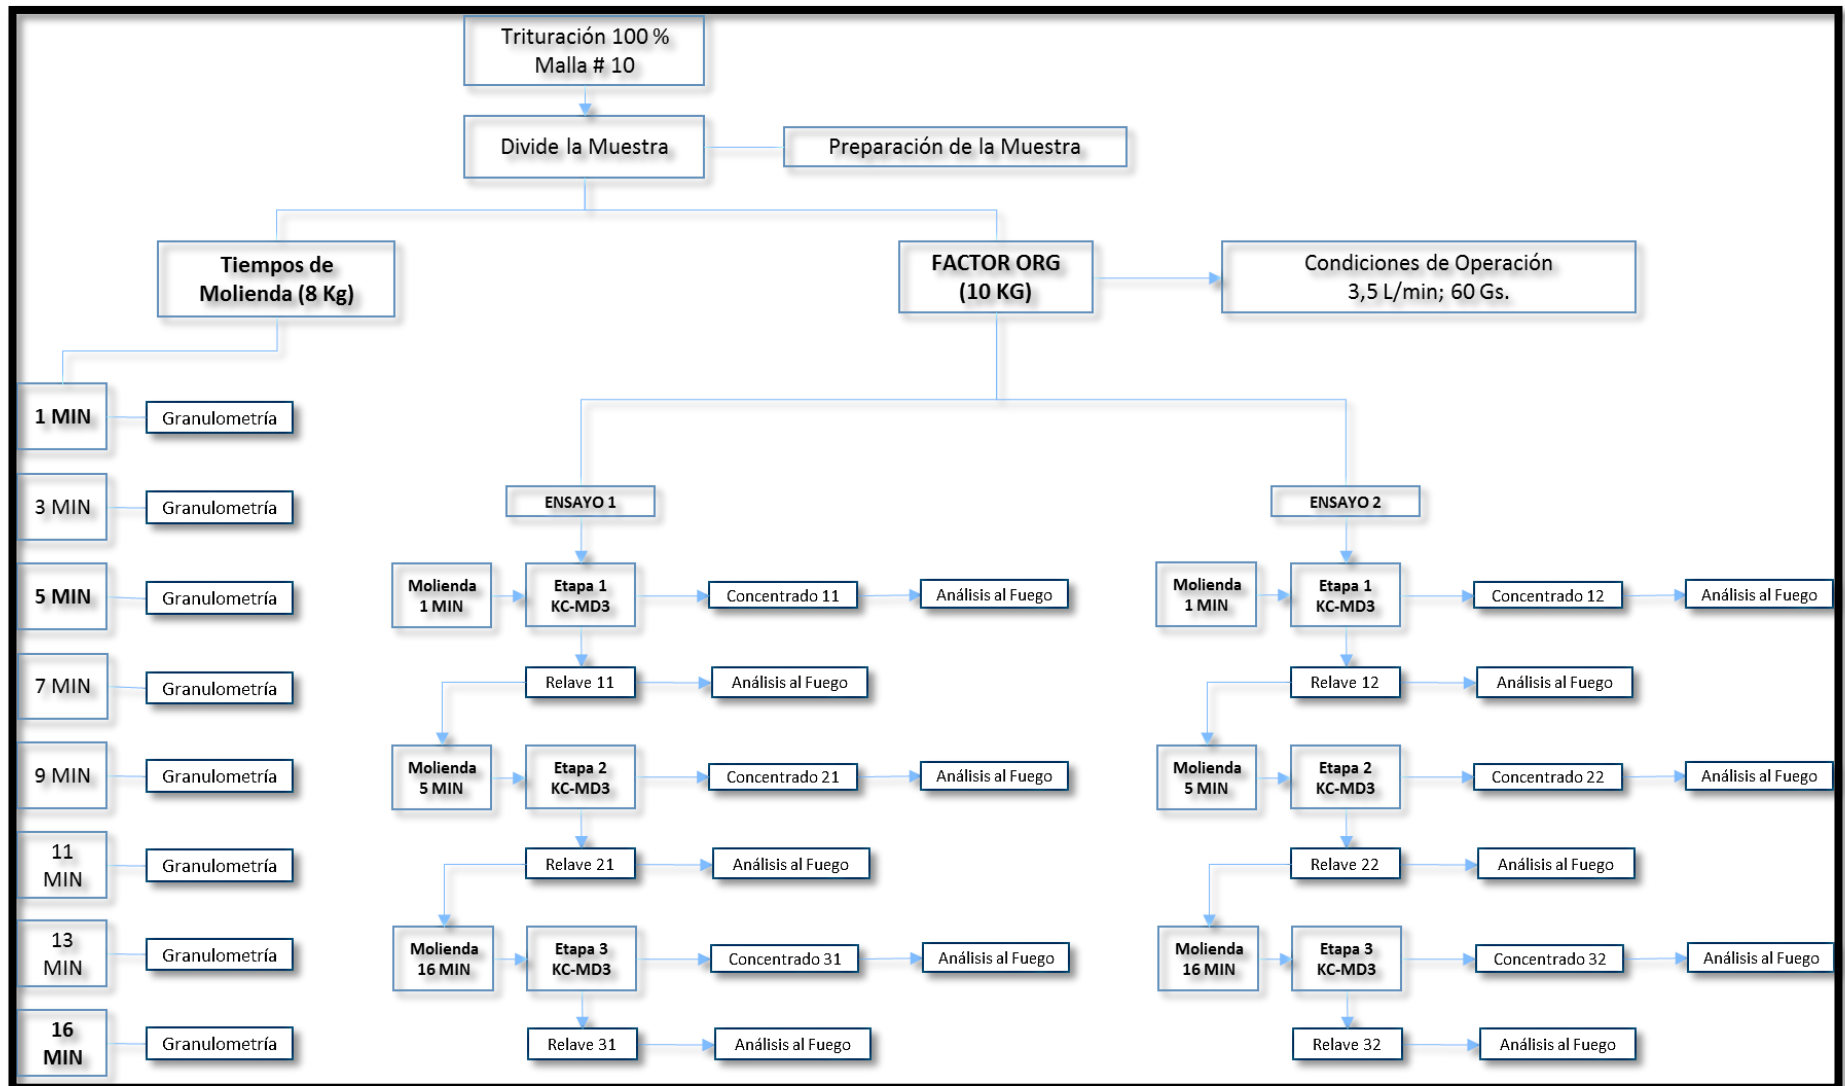 Trituración 100 %
Malla # 10
Divide la Muestra
Preparación de la Muestra
Tiempos de
Molienda (8 Kg)
FACTOR ORG
(10 KG)
Condiciones de Operación
3,5 L/min; 60 Gs.
1 MIN
Granulometría
3 MIN
Granulometría
5 MIN
Granulometría
7 MIN
Granulometría
9 MIN
Granulometría
11
MIN
Granulometría
13
MIN
Granulometría
16
MIN
Granulometría
ENSAYO 1
Molienda
1 MIN
Etapa 1
KC-MD3
Concentrado 11
Análisis al Fuego
Relave 11
Análisis al Fuego
Molienda
5 MIN
Etapa 2
KC-MD3
Concentrado 21
Análisis al Fuego
Relave 21
Análisis al Fuego
Molienda
16 MIN
Etapa 3
KC-MD3
Concentrado 31
Análisis al Fuego
Relave 31
Análisis al Fuego
ENSAYO 2
Molienda
1 MIN
Etapa 1
KC-MD3
Concentrado 12
Análisis al Fuego
Relave 12
Análisis al Fuego
Molienda
5 MIN
Etapa 2
KC-MD3
Concentrado 22
Análisis al Fuego
Relave 22
Análisis al Fuego
Molienda
16 MIN
Etapa 3
KC-MD3
Concentrado 32
Análisis al Fuego
Relave 32
Análisis al Fuego